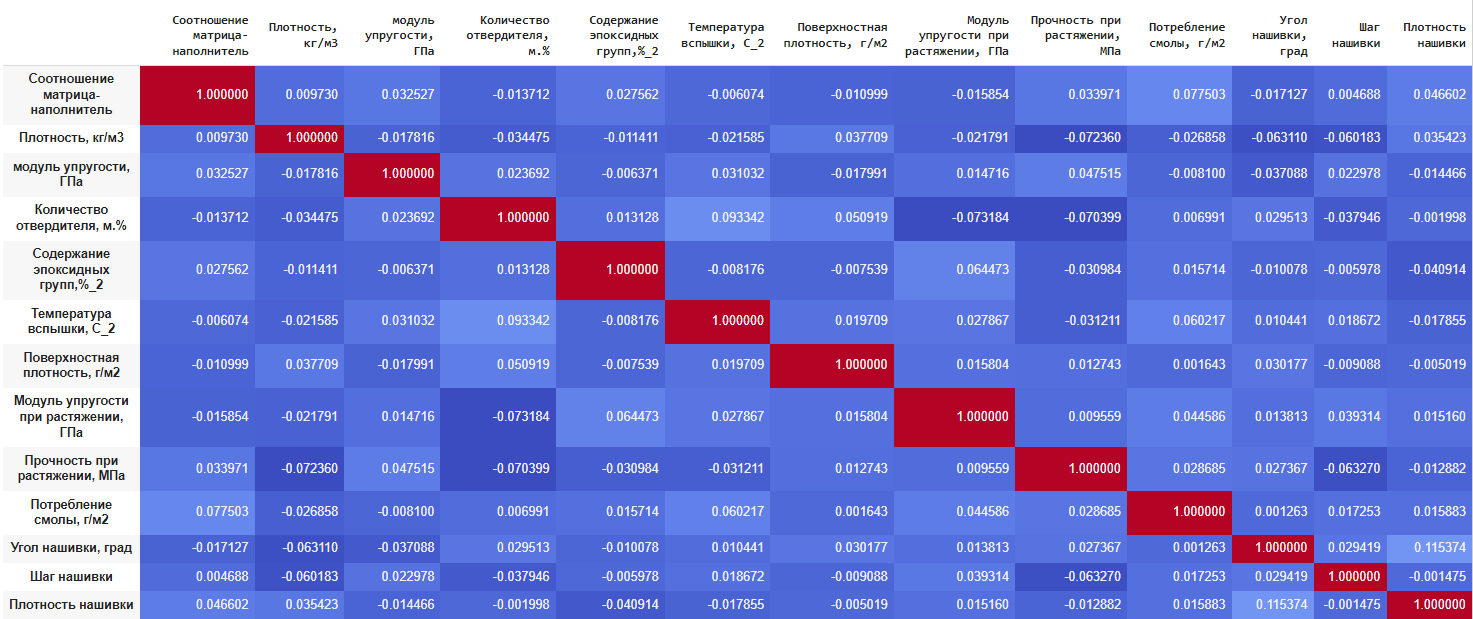 Соотношение матрица-наполнитель Плотность, кг/м3 модуль упругости, ГПа Количество отвердителя, м.% Содержание эпоксидных групп,%_2 Температура вспышки, С_2 Поверхностная плотность, г/м2 Модуль упругости при растяжении, ГПа Прочность при растяжении, МПа Потребление смолы, г/м2 Угол нашивки, град Шаг нашивки Плотность нашивки
Соотношение матрица-наполнитель 1.000000 0.009730 0.032527 -0.013712 0.027562 -0.006074 -0.010999 -0.015854 0.033971 0.077503 -0.017127 0.004688 0.046602
Плотность, кг/м3 0.009730 1.000000 -0.017816 -0.034475 -0.011411 -0.021585 0.037709 -0.021791 -0.072360 -0.026858 -0.063110 -0.060183 0.035423
модуль упругости, ГПа 0.032527 -0.017816 1.000000 0.023692 -0.006371 0.031032 -0.017991 0.014716 0.047515 -0.008100 -0.037088 0.022978 -0.014466
Количество отвердителя, м.% -0.013712 -0.034475 0.023692 1.000000 0.013128 0.093342 0.050919 -0.073184 -0.070399 0.006991 0.029513 -0.037946 -0.001998
Содержание эпоксидных групп,%_2 0.027562 -0.011411 -0.006371 0.013128 1.000000 -0.008176 -0.007539 0.064473 -0.030984 0.015714 -0.010078 -0.005978 -0.040914
Температура вспышки, С_2 -0.006074 -0.021585 0.031032 0.093342 -0.008176 1.000000 0.019709 0.027867 -0.031211 0.060217 0.010441 0.018672 -0.017855
Поверхностная плотность, г/м2 -0.010999 0.037709 -0.017991 0.050919 -0.007539 0.019709 1.000000 0.015804 0.012743 0.001643 0.030177 -0.009088 -0.005019
Модуль упругости при растяжении, ГПа -0.015854 -0.021791 0.014716 -0.073184 0.064473 0.027867 0.015804 1.000000 0.009559 0.044586 0.013813 0.039314 0.015160
Прочность при растяжении, МПа 0.033971 -0.072360 0.047515 -0.070399 -0.030984 -0.031211 0.012743 0.009559 1.000000 0.028685 0.027367 -0.063270 -0.012882
Потребление смолы, г/м2 0.077503 -0.026858 -0.008100 0.006991 0.015714 0.060217 0.001643 0.044586 0.028685 1.000000 0.001263 0.017253 0.015883
Угол нашивки, град -0.017127 -0.063110 -0.037088 0.029513 -0.010078 0.010441 0.030177 0.013813 0.027367 0.001263 1.000000 0.029419 0.115374
Шаг нашивки 0.004688 -0.060183 0.022978 -0.037946 -0.005978 0.018672 -0.009088 0.039314 -0.063270 0.017253 0.029419 1.000000 -0.001475
Плотность нашивки 0.046602 0.035423 -0.014466 -0.001998 -0.040914 -0.017855 -0.005019 0.015160 -0.012882 0.015883 0.115374 -0.001475 1.000000